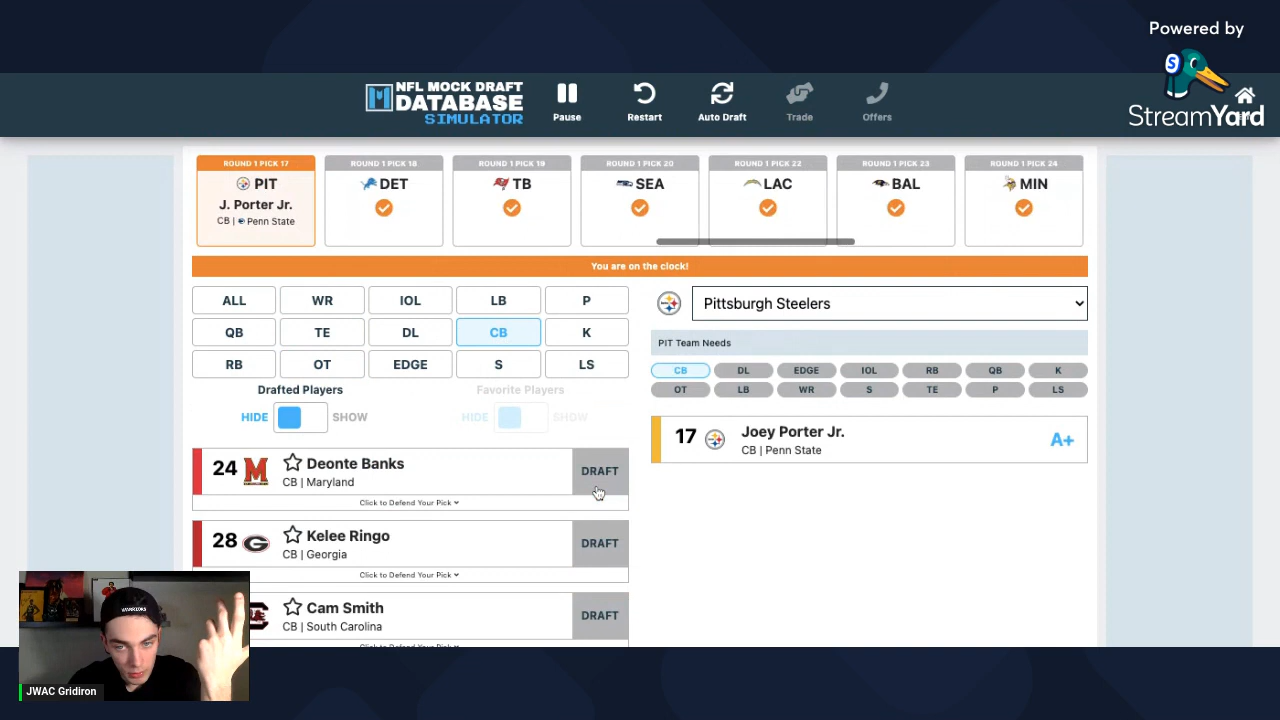 Powered by
S
StreamYard
NFL MOCK DRAFT
DATABASE
SIMULATOR
Pause
Restart
Auto Draft
Trade
Offers
ROUND 1 PICK 17
PIT
J. Porter Jr.
CB | Penn State
ROUND 1 PICK 18
DET
ROUND 1 PICK 19
TB
ROUND 1 PICK 20
SEA
ROUND 1 PICK 22
LAC
ROUND 1 PICK 23
BAL
ROUND 1 PICK 24
MIN
You are on the clock!
ALL WR IOL LB P
QB TE DL CB K
RB OT EDGE S LS
Drafted Players
HIDE SHOW
Favorite Players
HIDE SHOW
24 M Deonte Banks
CB | Maryland
DRAFT
Click to Defend Your Pick
28 G Kelee Ringo
CB | Georgia
DRAFT
Click to Defend Your Pick
Cam Smith
CB | South Carolina
DRAFT
Click to Defend Your Pick
Pittsburgh Steelers
PIT Team Needs
CB DL EDGE IOL RB QB K
OT LB WR S TE P LS
17 Joey Porter Jr.
CB | Penn State
A+
WARRIORS
JWAC Gridiron